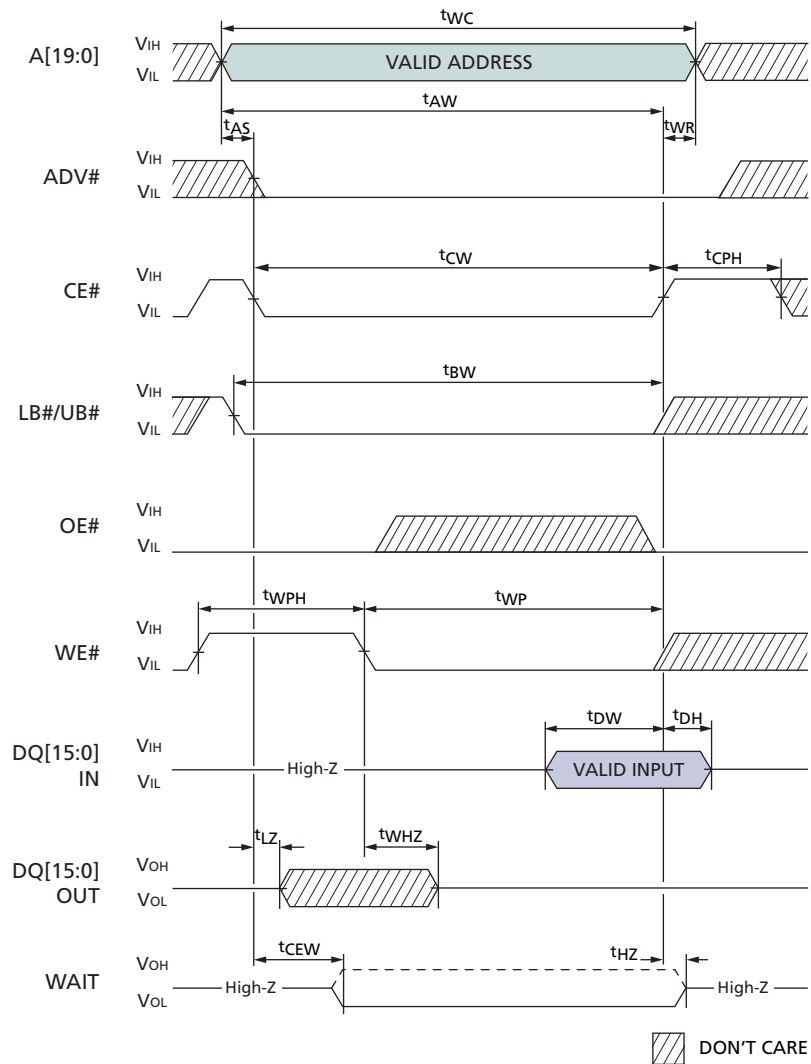 tWC
A[19:0] VIH VIL VALID ADDRESS
tAW
tAS tWR
ADV# VIH VIL
tCW tCPH
CE# VIH VIL
tBW
LB#/UB# VIH VIL
OE# VIH VIL
tWPH tWP
WE# VIH VIL
tDW tDH
DQ[15:0] IN VIH VIL High-Z VALID INPUT
tLZ tWHZ
DQ[15:0] OUT VOH VOL
tCEW tHZ
WAIT VOH VOL High-Z High-Z
DON'T CARE